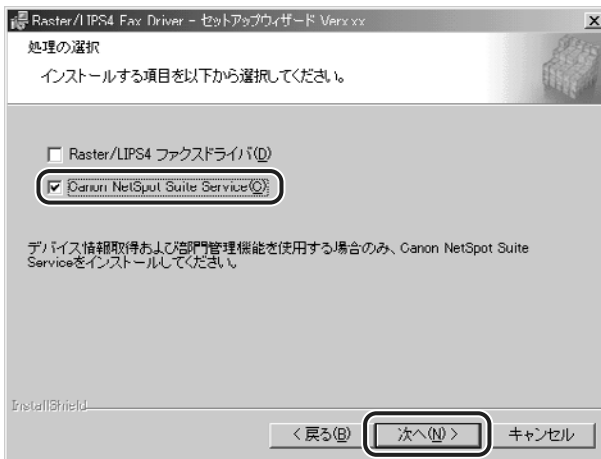 Raster/LIPS4 Fax Driver - セットアップウィザード Verx.xx
処理の選択
インストールする項目を以下から選択してください。
Raster/LIPS4 ファクスドライバ(D)
Canon NetSpot Suite Service(C)
デバイス情報取得および部門管理機能を使用する場合のみ、Canon NetSpot Suite
Serviceをインストールしてください。
InstallShield
< 戻る(B) 次へ(N) > キャンセル